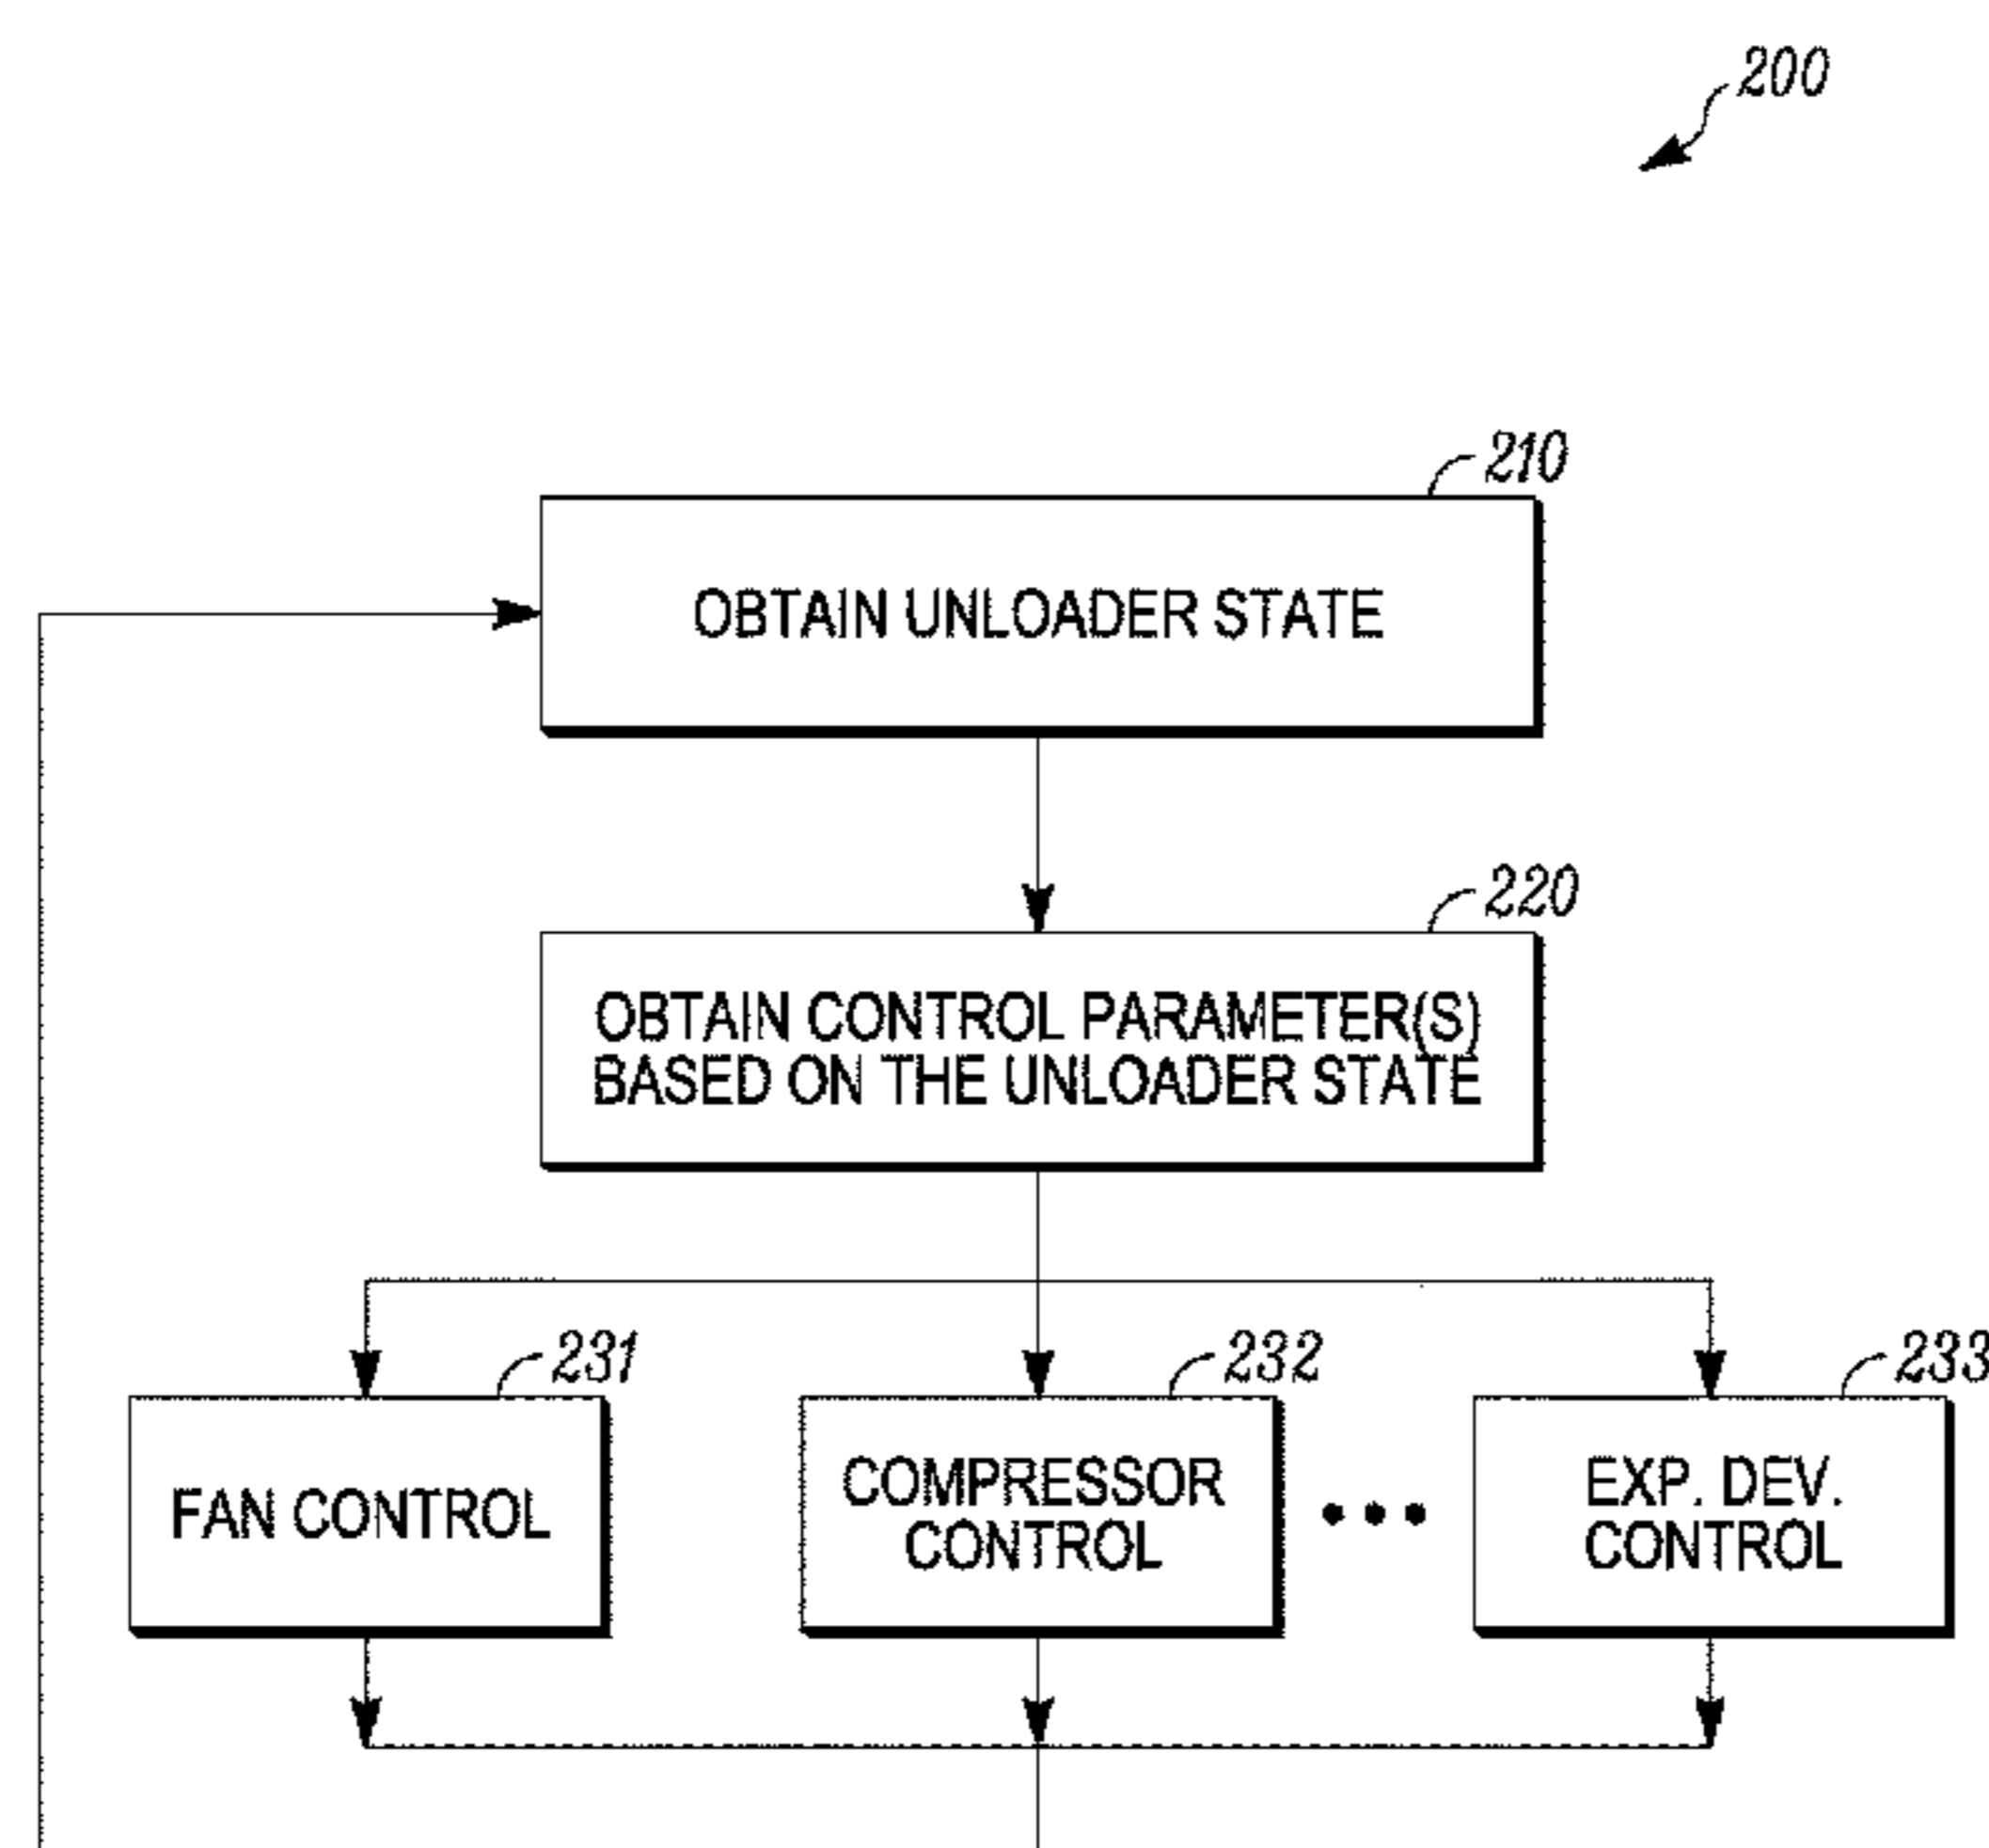 200
210
OBTAIN UNLOADER STATE
220
OBTAIN CONTROL PARAMETER(S)
BASED ON THE UNLOADER STATE
231
232
233
FAN CONTROL
COMPRESSOR
CONTROL
EXP. DEV.
CONTROL